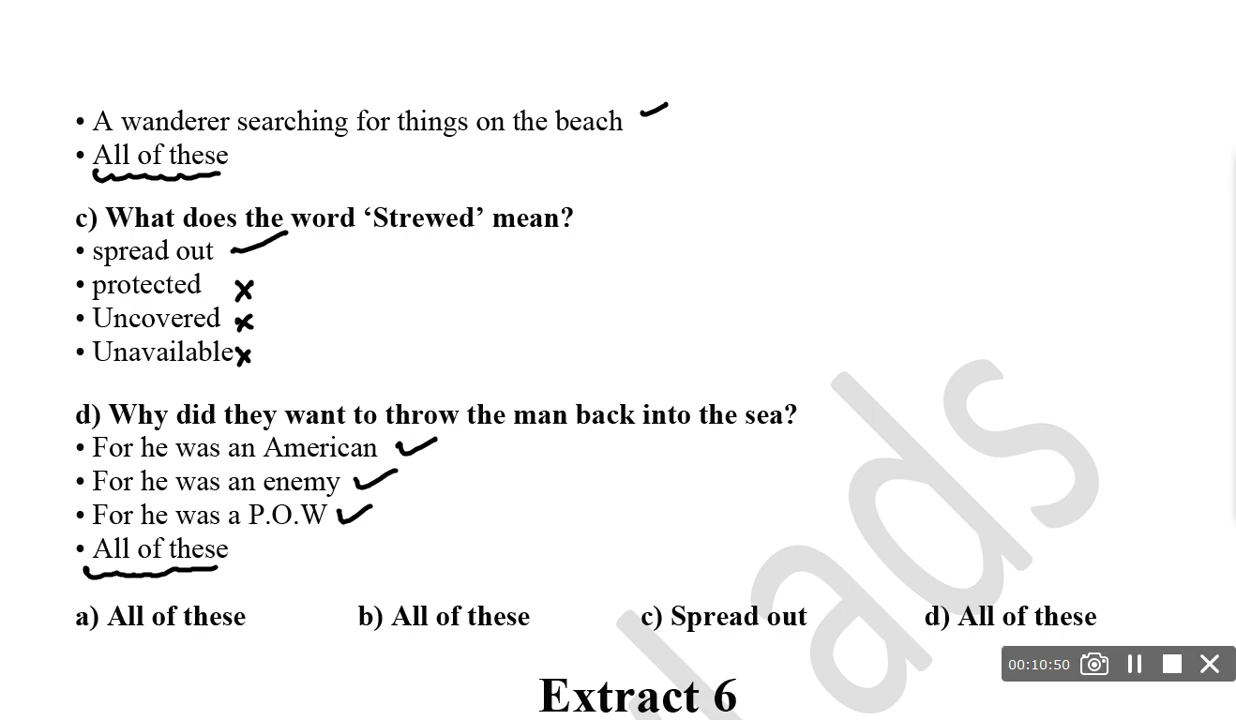 • A wanderer searching for things on the beach
• All of these
c) What does the word ‘Strewed’ mean?
• spread out
• protected
• Uncovered
• Unavailable
d) Why did they want to throw the man back into the sea?
• For he was an American
• For he was an enemy
• For he was a P.O.W
• All of these
a) All of these b) All of these c) Spread out d) All of these
00:10:50
Extract 6
ads